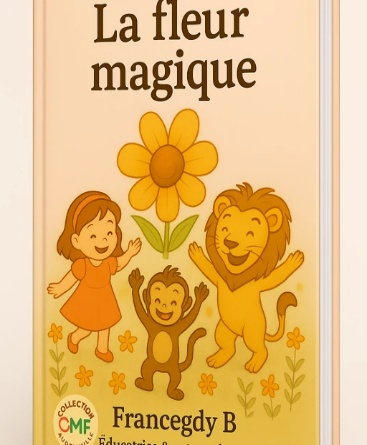 La fleur
magique
COLLECTION
CMF
Francegdy B